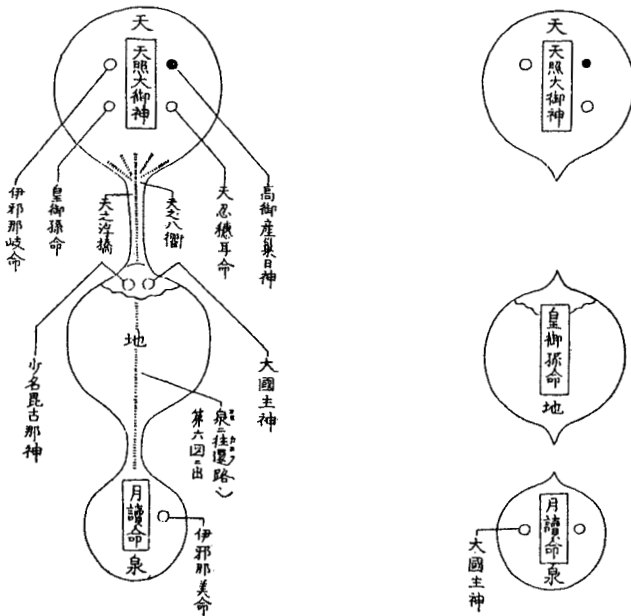 天
天照大御神
高御産巣日神
天忍穂耳命
天之八衢
天之浮橋
皇御孫命
伊邪那岐命
大國主神
地
少名毘古那神
泉ニ往還路ハ
第六図ニ出
月讀命
泉
伊邪那美命
天
天照大御神
皇御孫命
地
月讀命
泉
大國主神